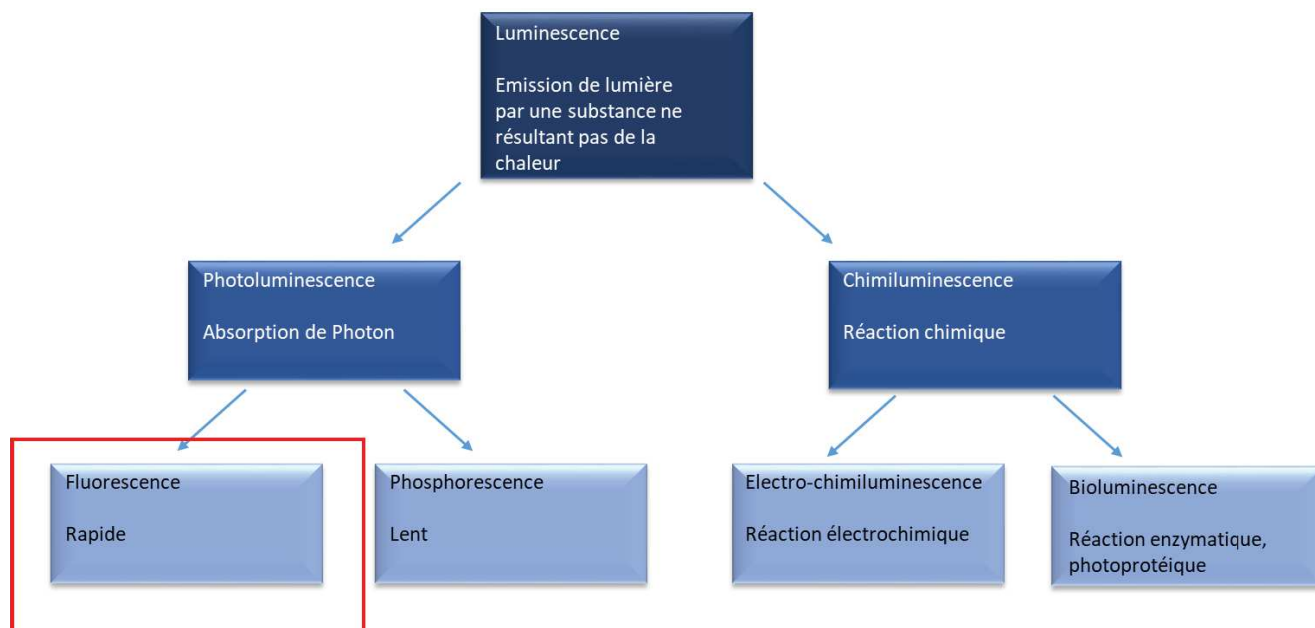 Luminescence
Emission de lumière
par une substance ne
résultant pas de la
chaleur
Photoluminescence
Absorption de Photon
Chimiluminescence
Réaction chimique
Fluorescence
Rapide
Phosphorescence
Lent
Electro-chimiluminescence
Réaction électrochimique
Bioluminescence
Réaction enzymatique,
photoprotéique